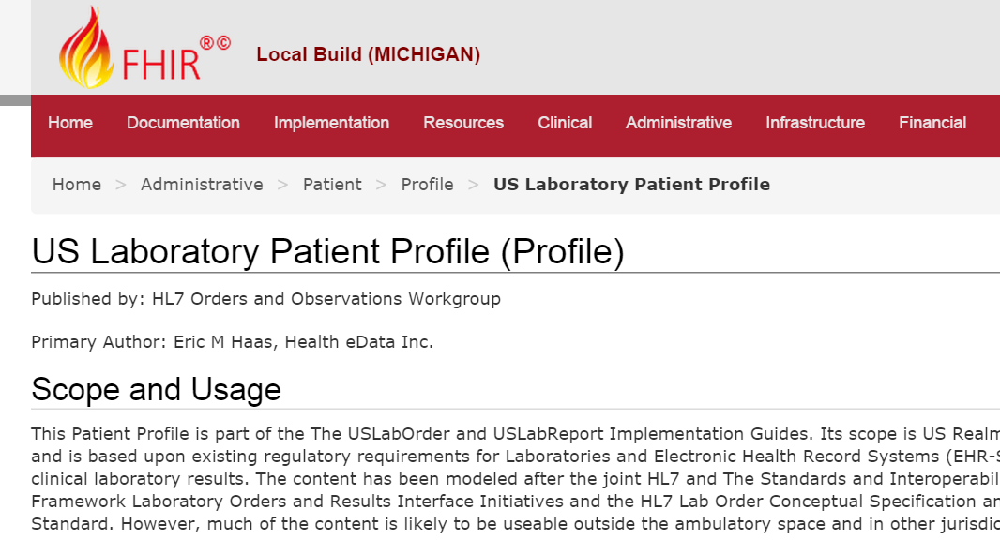 FHIR®©
Local Build (MICHIGAN)
Home Documentation Implementation Resources Clinical Administrative Infrastructure Financial
Home > Administrative > Patient > Profile > US Laboratory Patient Profile
US Laboratory Patient Profile (Profile)
Published by: HL7 Orders and Observations Workgroup
Primary Author: Eric M Haas, Health eData Inc.
Scope and Usage
This Patient Profile is part of the The USLabOrder and USLabReport Implementation Guides. Its scope is US Realm
and is based upon existing regulatory requirements for Laboratories and Electronic Health Record Systems (EHR-S
clinical laboratory results. The content has been modeled after the joint HL7 and The Standards and Interoperabil
Framework Laboratory Orders and Results Interface Initiatives and the HL7 Lab Order Conceptual Specification an
Standard. However, much of the content is likely to be useable outside the ambulatory space and in other jurisdic